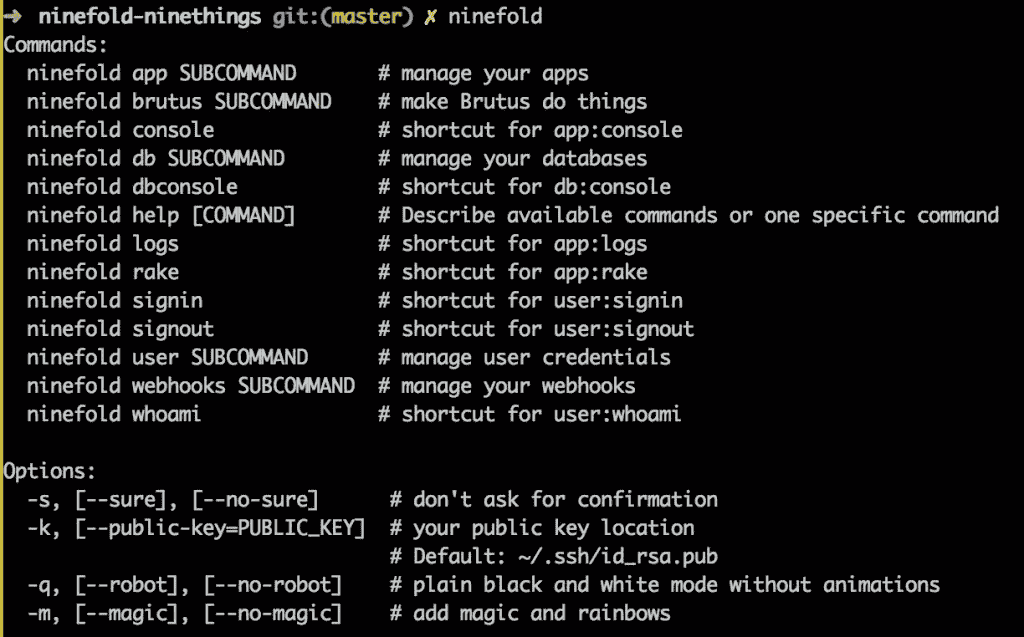 → ninefold-ninethings git:(master) ✗ ninefold
Commands:
  ninefold app SUBCOMMAND       # manage your apps
  ninefold brutus SUBCOMMAND    # make Brutus do things
  ninefold console              # shortcut for app:console
  ninefold db SUBCOMMAND        # manage your databases
  ninefold dbconsole            # shortcut for db:console
  ninefold help [COMMAND]       # Describe available commands or one specific command
  ninefold logs                 # shortcut for app:logs
  ninefold rake                 # shortcut for app:rake
  ninefold signin               # shortcut for user:signin
  ninefold signout              # shortcut for user:signout
  ninefold user SUBCOMMAND      # manage user credentials
  ninefold webhooks SUBCOMMAND  # manage your webhooks
  ninefold whoami               # shortcut for user:whoami

Options:
  -s, [--sure], [--no-sure]      # don't ask for confirmation
  -k, [--public-key=PUBLIC_KEY]  # your public key location
                                 # Default: ~/.ssh/id_rsa.pub
  -q, [--robot], [--no-robot]    # plain black and white mode without animations
  -m, [--magic], [--no-magic]    # add magic and rainbows